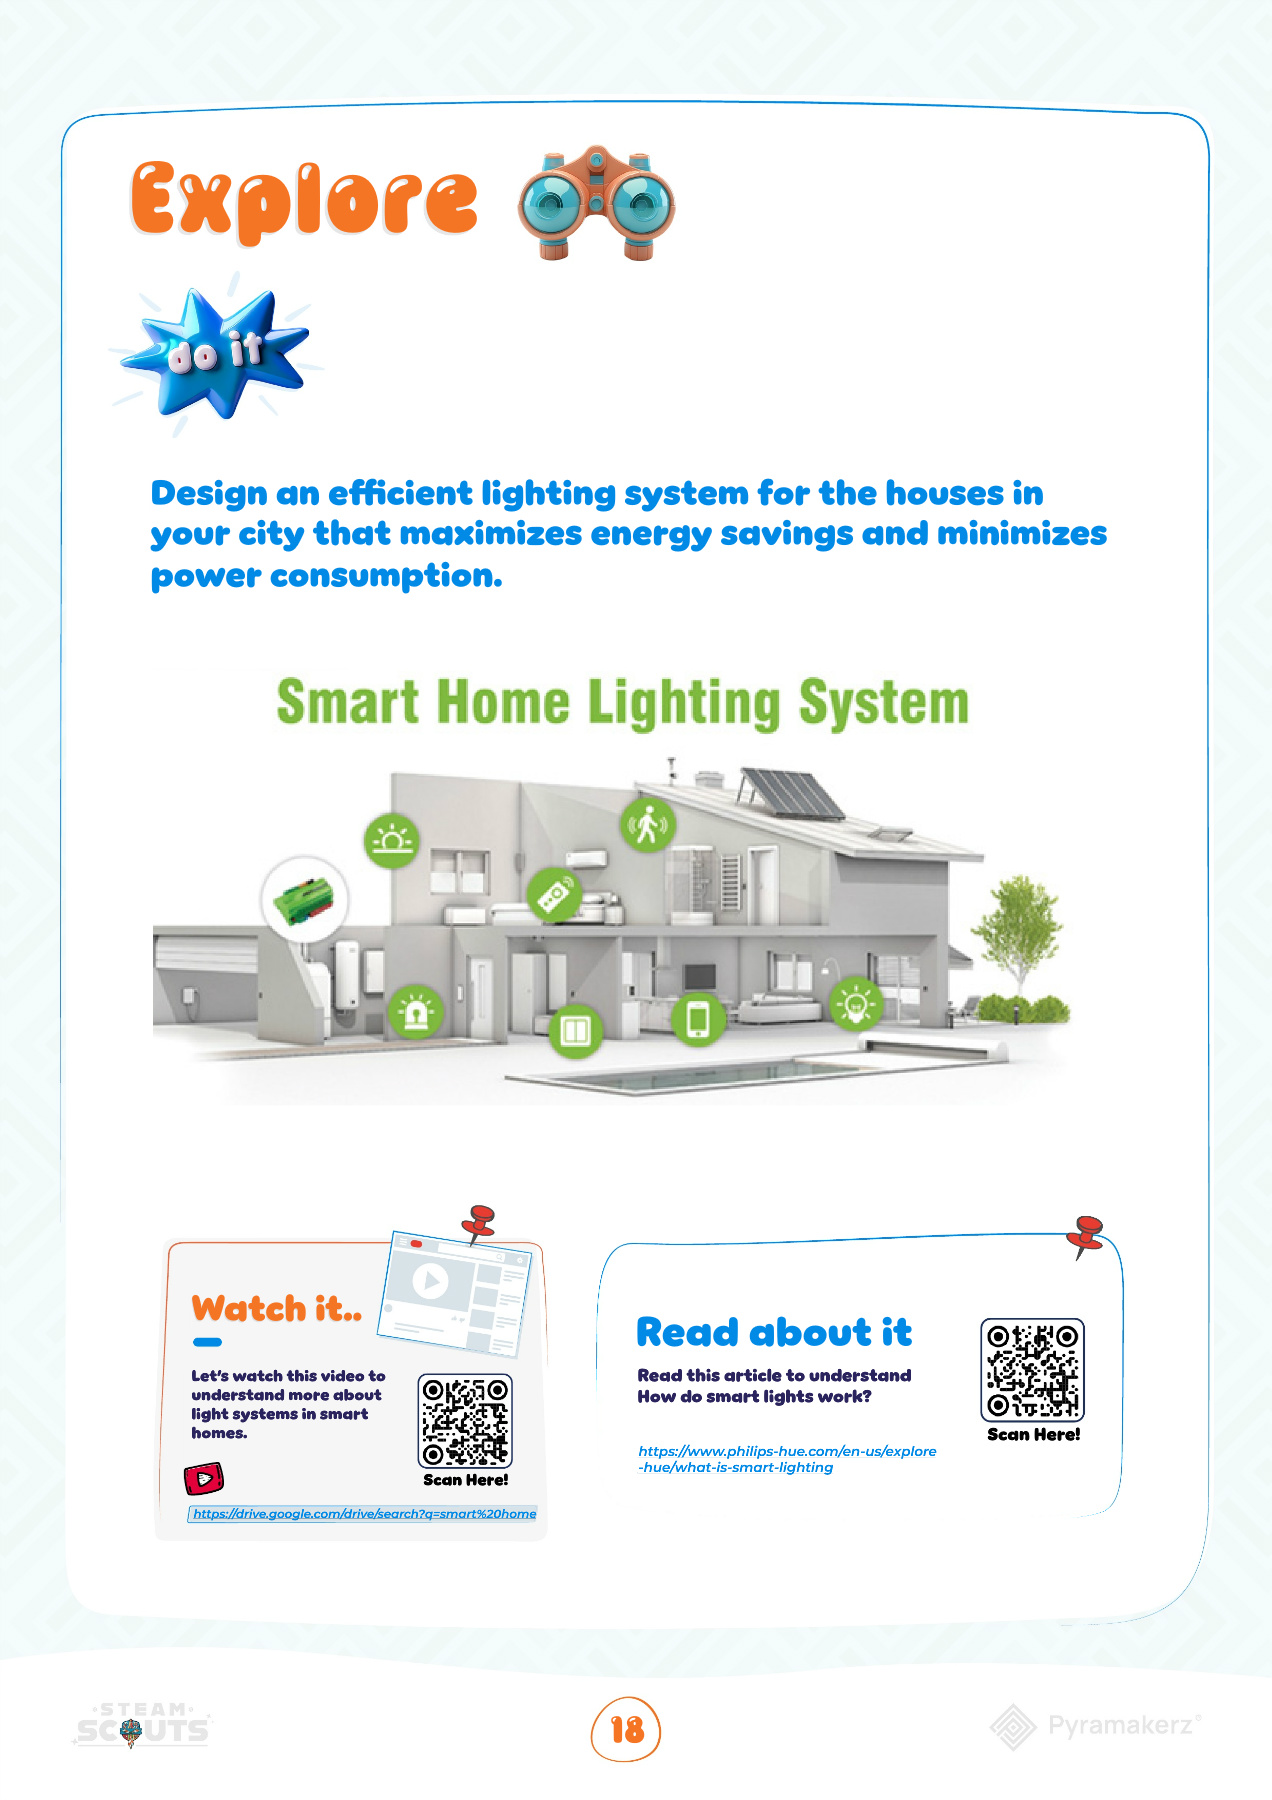 Explore
do it
Design an efficient lighting system for the houses in
your city that maximizes energy savings and minimizes
power consumption.
Smart Home Lighting System
Watch it..
Let's watch this video to
understand more about
light systems in smart
homes.
Scan Here!
https://drive.google.com/drive/search?q=smart%20home
Read about it
Read this article to understand
How do smart lights work?
https://www.philips-hue.com/en-us/explore
-hue/what-is-smart-lighting
Scan Here!
STEAM
SCOUTS
18
Pyramakerz